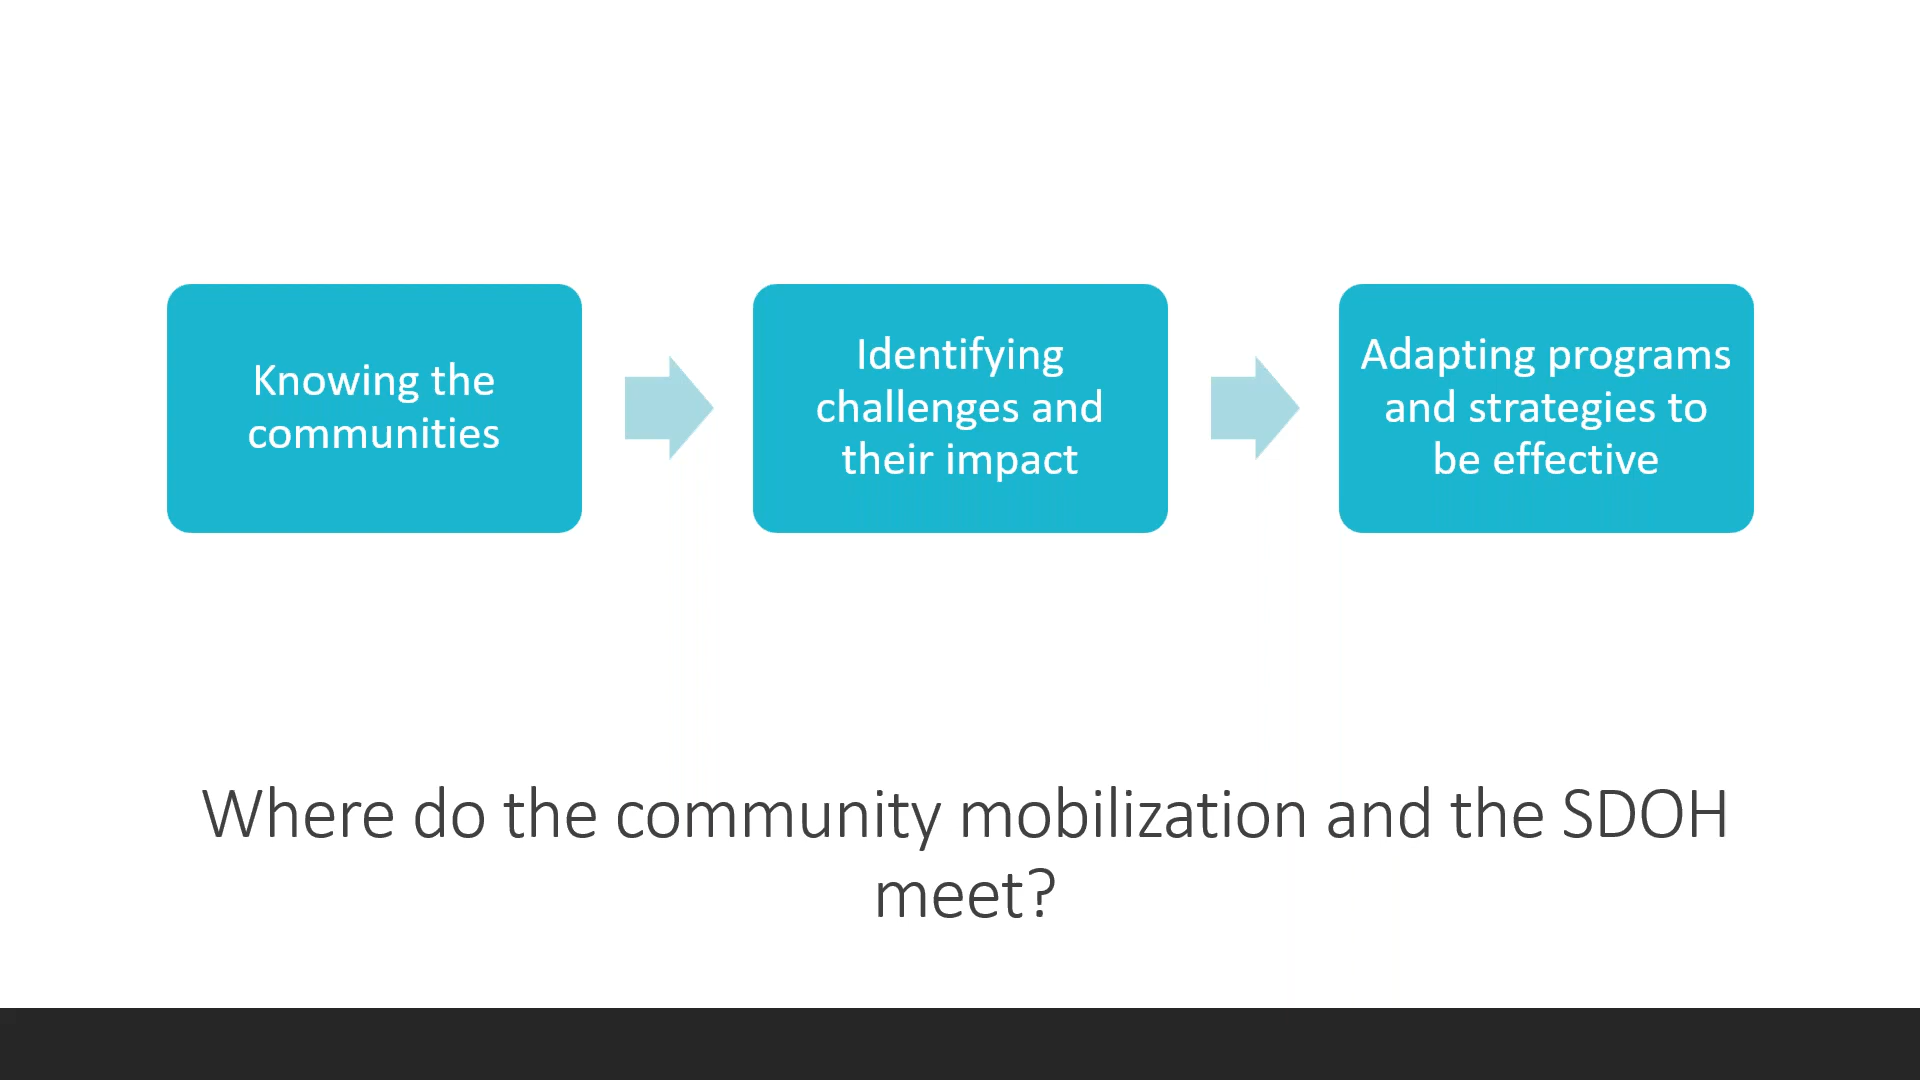 Knowing the
communities
Identifying
challenges and
their impact
Adapting programs
and strategies to
be effective
Where do the community mobilization and the SDOH
meet?